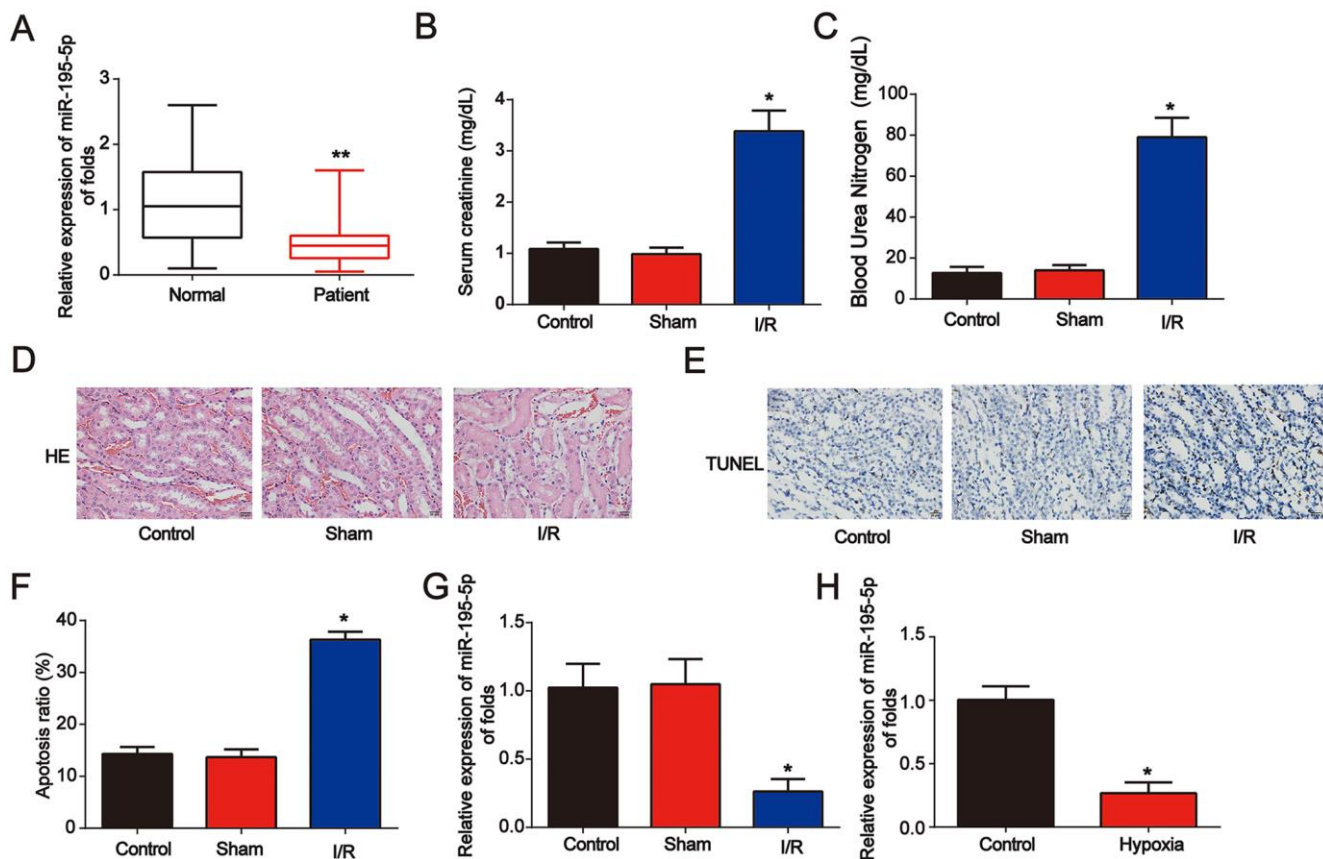 A
Relative expression of miR-195-5p
of folds
3
2
1
0
**
Normal
Patient
B
Serum creatinine (mg/dL)
4
3
2
1
0
*
Control
Sham
I/R
C
Blood Urea Nitrogen (mg/dL)
100
80
60
40
20
0
*
Control
Sham
I/R
D
HE
Control
Sham
I/R
E
TUNEL
Control
Sham
I/R
F
Apotosis ratio (%)
40
30
20
10
0
*
Control
Sham
I/R
G
Relative expression of miR-195-5p
of folds
1.5
1.0
0.5
0.0
*
Control
Sham
I/R
H
Relative expression of miR-195-5p
of folds
1.5
1.0
0.5
0.0
*
Control
Hypoxia